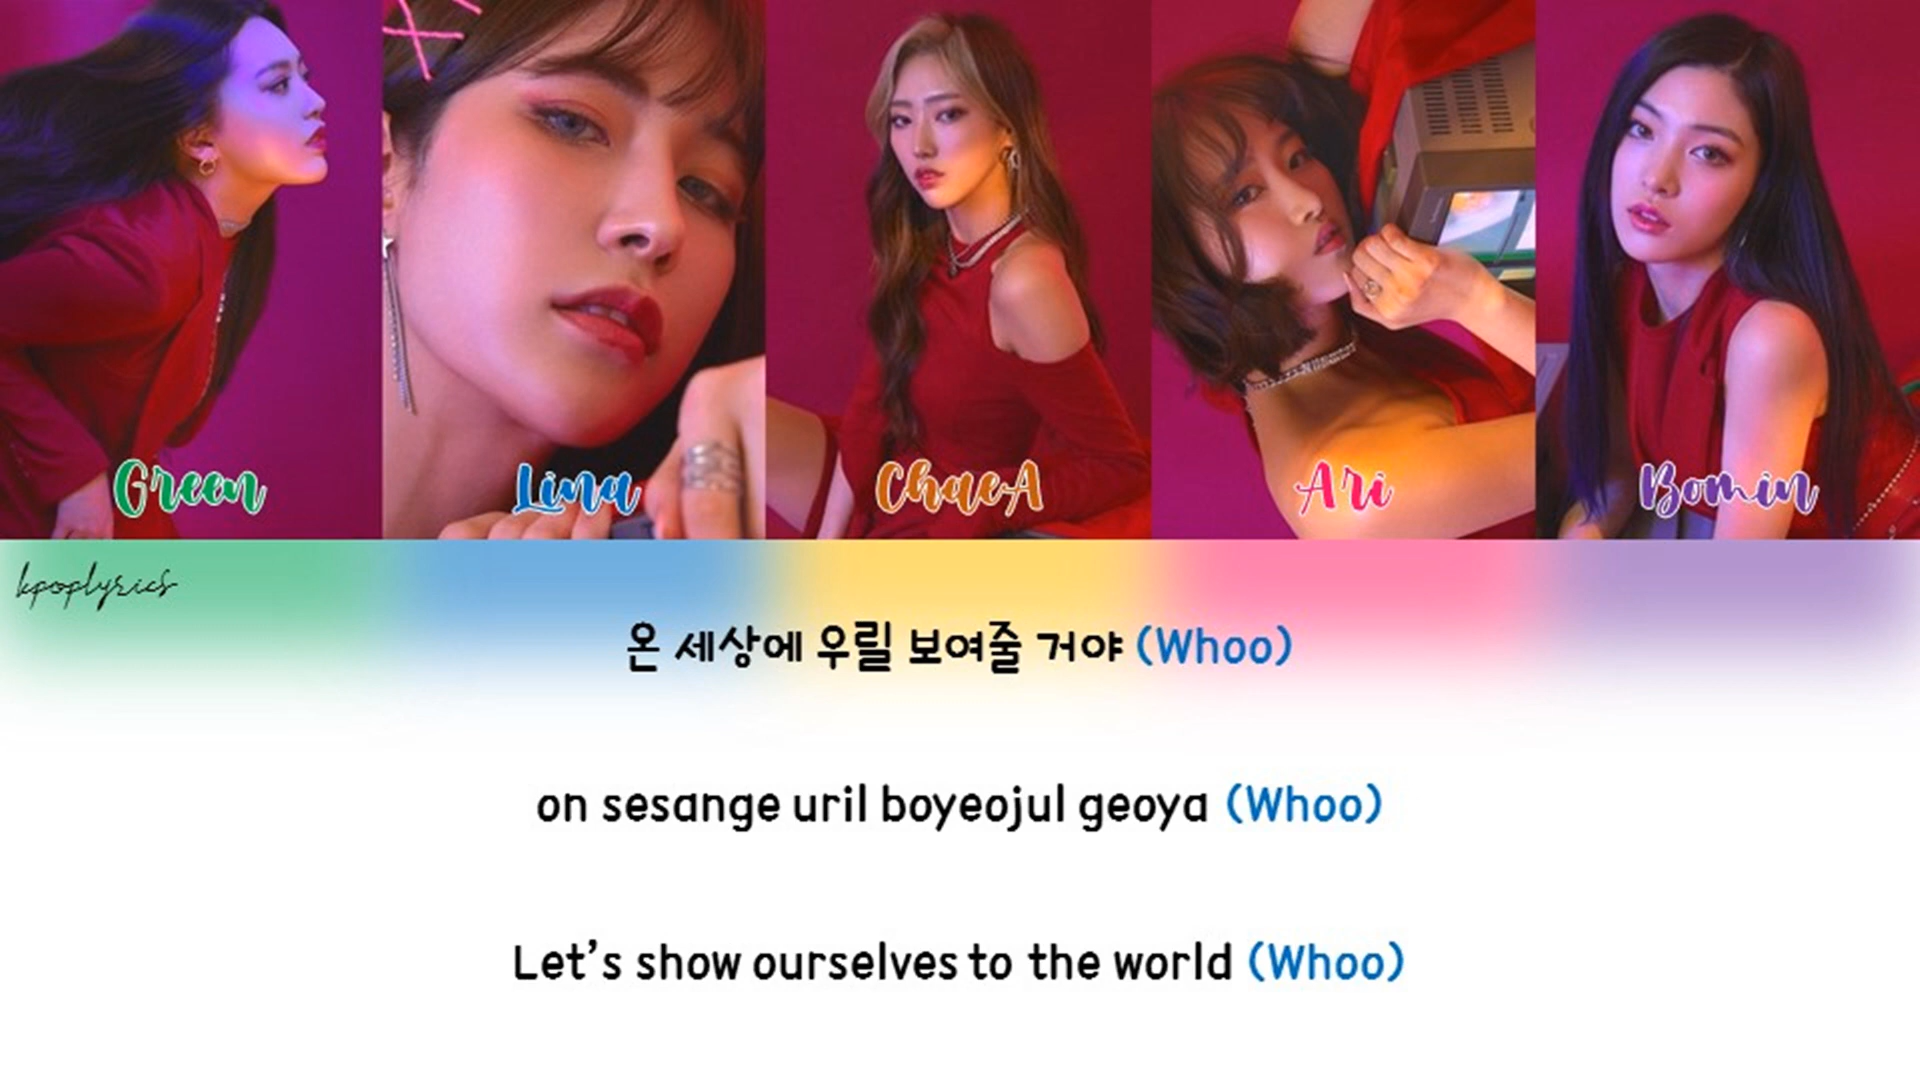 Green
Lina
ChaeA
Ari
Bomin
kpoplyrics
온 세상에 우릴 보여줄 거야 (Whoo)
on sesange uril boyeojul geoya (Whoo)
Let's show ourselves to the world (Whoo)